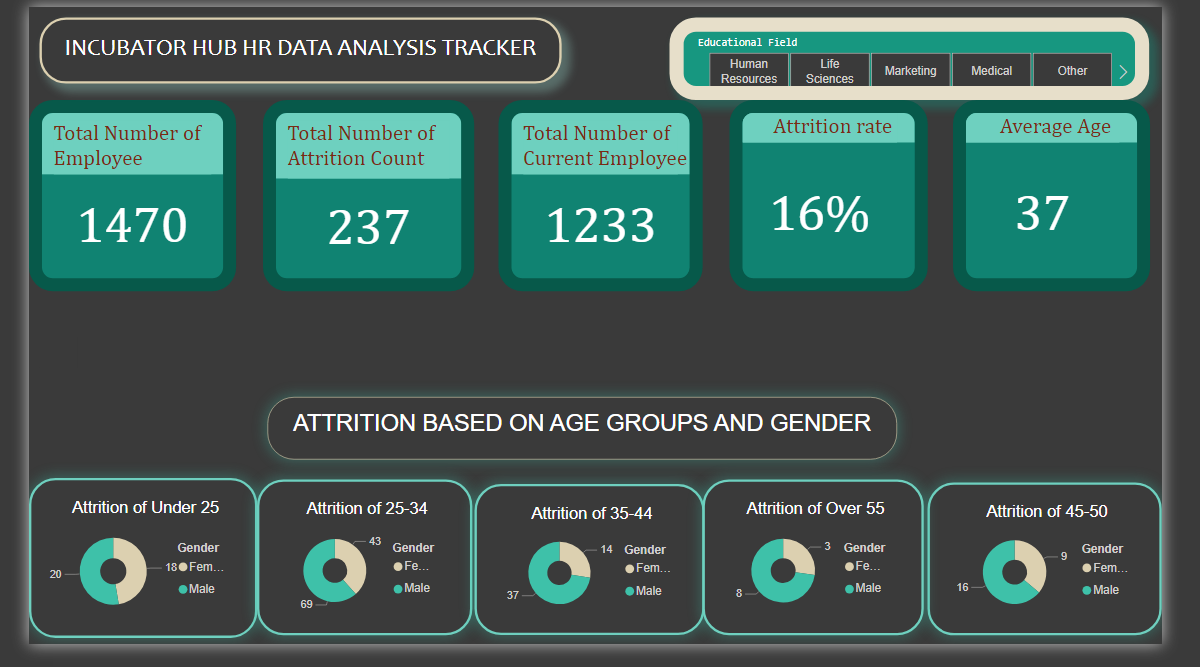 INCUBATOR HUB HR DATA ANALYSIS TRACKER
Educational Field
Human
Resources
Life
Sciences
Marketing
Medical
Other
Total Number of
Employee
1470
Total Number of
Attrition Count
237
Total Number of
Current Employee
1233
Attrition rate
16%
Average Age
37
ATTRITION BASED ON AGE GROUPS AND GENDER
Attrition of Under 25
20
18
Gender
Fem...
Male
Attrition of 25-34
43
69
Gender
Fe...
Male
Attrition of 35-44
14
37
Gender
Fem...
Male
Attrition of Over 55
3
8
Gender
Fe...
Male
Attrition of 45-50
9
16
Gender
Fem...
Male